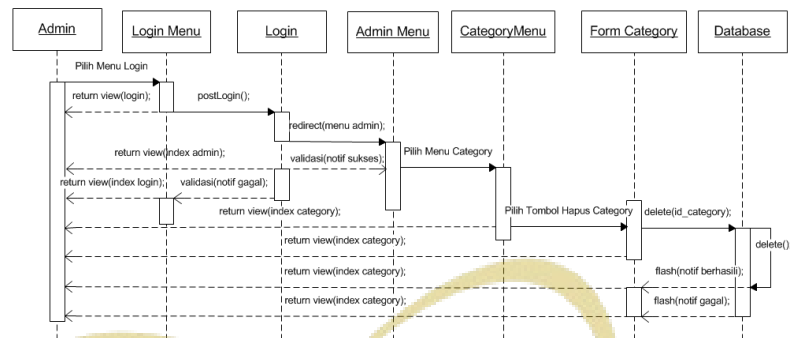 Admin
Login Menu
Login
Admin Menu
CategoryMenu
Form Category
Database
Pilih Menu Login
return view(login);
postLogin();
redirect(menu admin);
return view(index admin);
validasi(notif sukses);
Pilih Menu Category
return view(index login);
validasi(notif gagal);
return view(index category);
Pilih Tombol Hapus Category
delete(id_category);
return view(index category);
delete()
return view(index category);
flash(notif berhasili);
return view(index category);
flash(notif gagal);